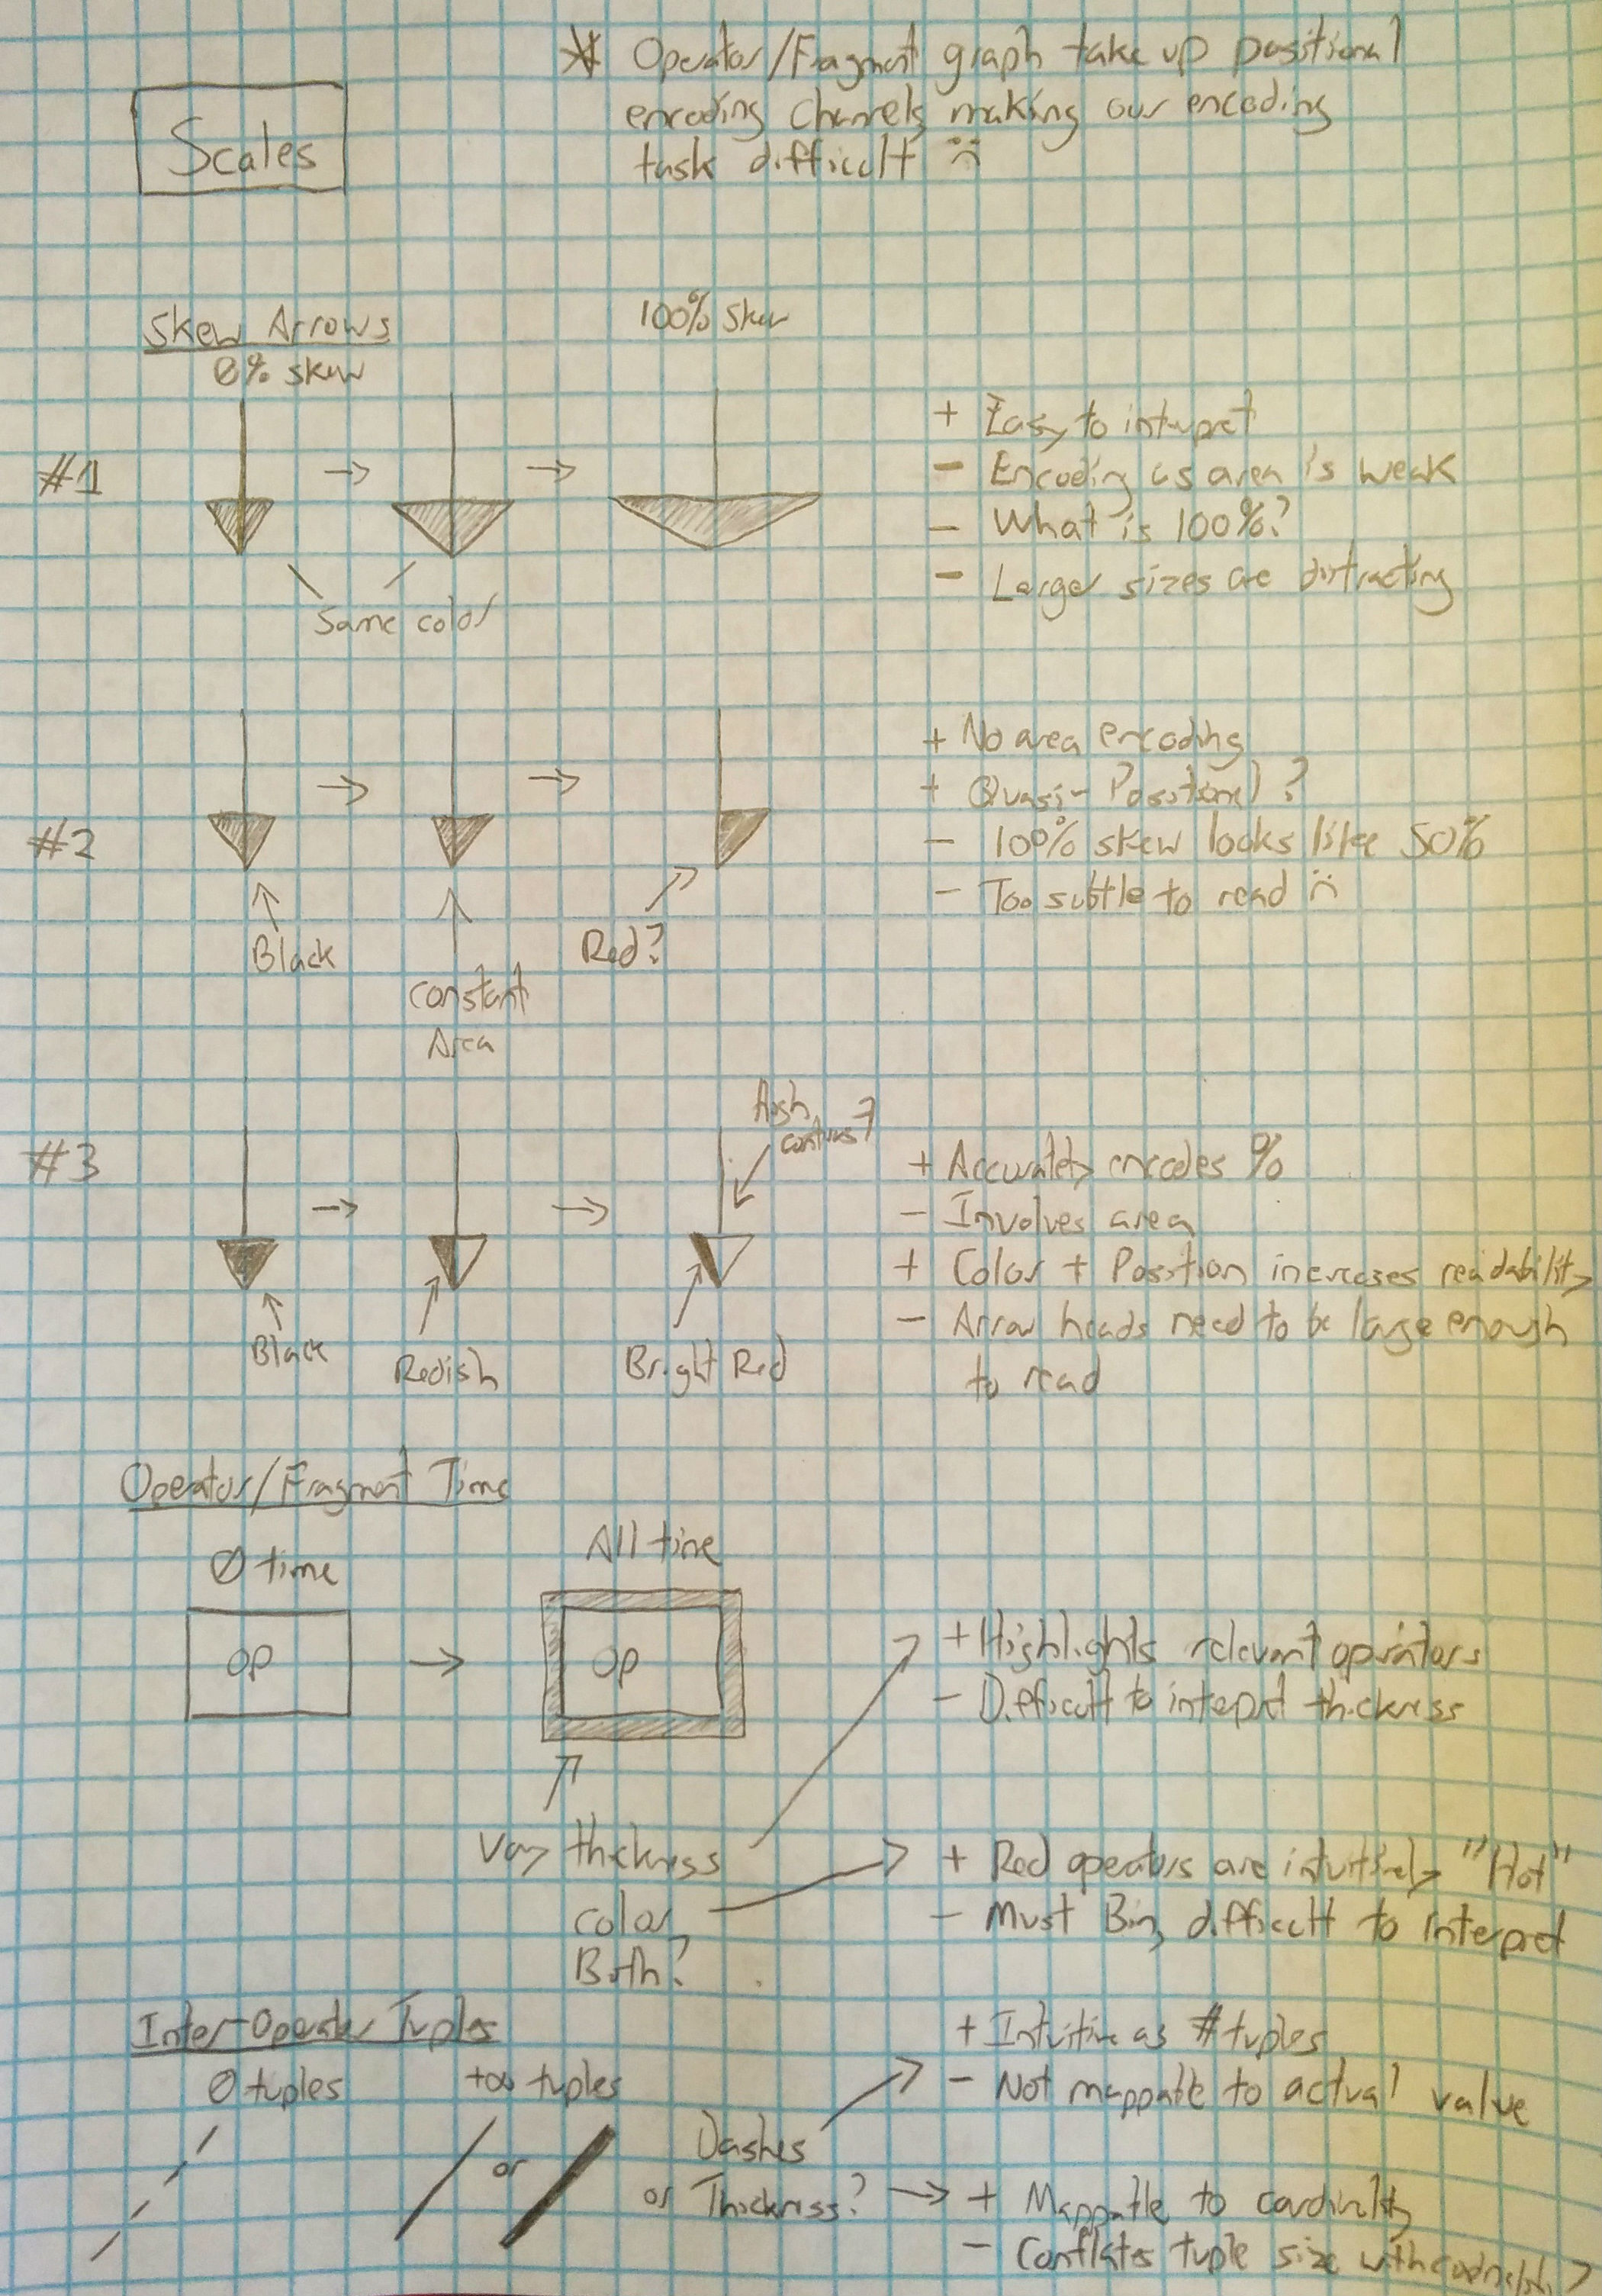 * Operator/Fragment graph take up positional
encoding channels making our encoding
task difficult :(
Scales
Skew Arrows
0% skew
100% Skew
#1
→ →
Same color
+ Easy to interpret
- Encoding as area is weak
- What is 100%?
- Larger sizes are distracting
#2
→ →
Black
Constant
Area
Red?
+ No area encoding
+ Quasi-Positional?
- 100% skew looks like 50%
- Too subtle to read :(
#3
→ →
Black
Redish
Bright Red
+ Accurately encodes %
- Involves area
+ Color + Position increases readability
- Arrow heads need to be large enough
to read
Operator/Fragment Time
0 time
All time
OP → OP
Vary thickness
color
Both?
+ Highlights relevant operators
- Difficult to interpret thickness
+ Red operators are intuitively "Hot"
- Must Bin, difficult to interpret
Inter-Operator Tuples
0 tuples
+∞ tuples
or
Dashes
or Thickness?
+ Intuitive as # tuples
- Not mappable to actual value
+ Mappable to cardinality
- Conflates tuple size with cardinality?